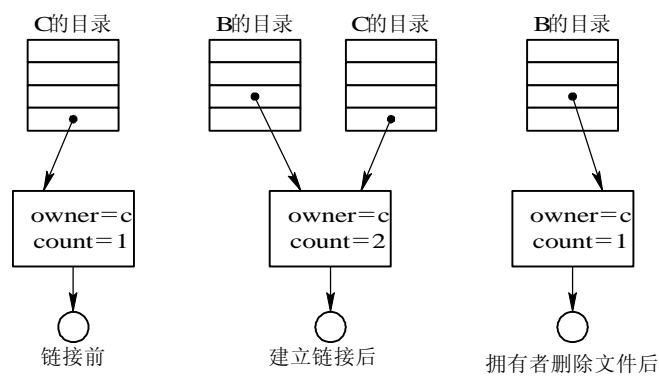 C的目录
B的目录
C的目录
B的目录
owner=c
count=1
owner=c
count=2
owner=c
count=1
链接前
建立链接后
拥有者删除文件后